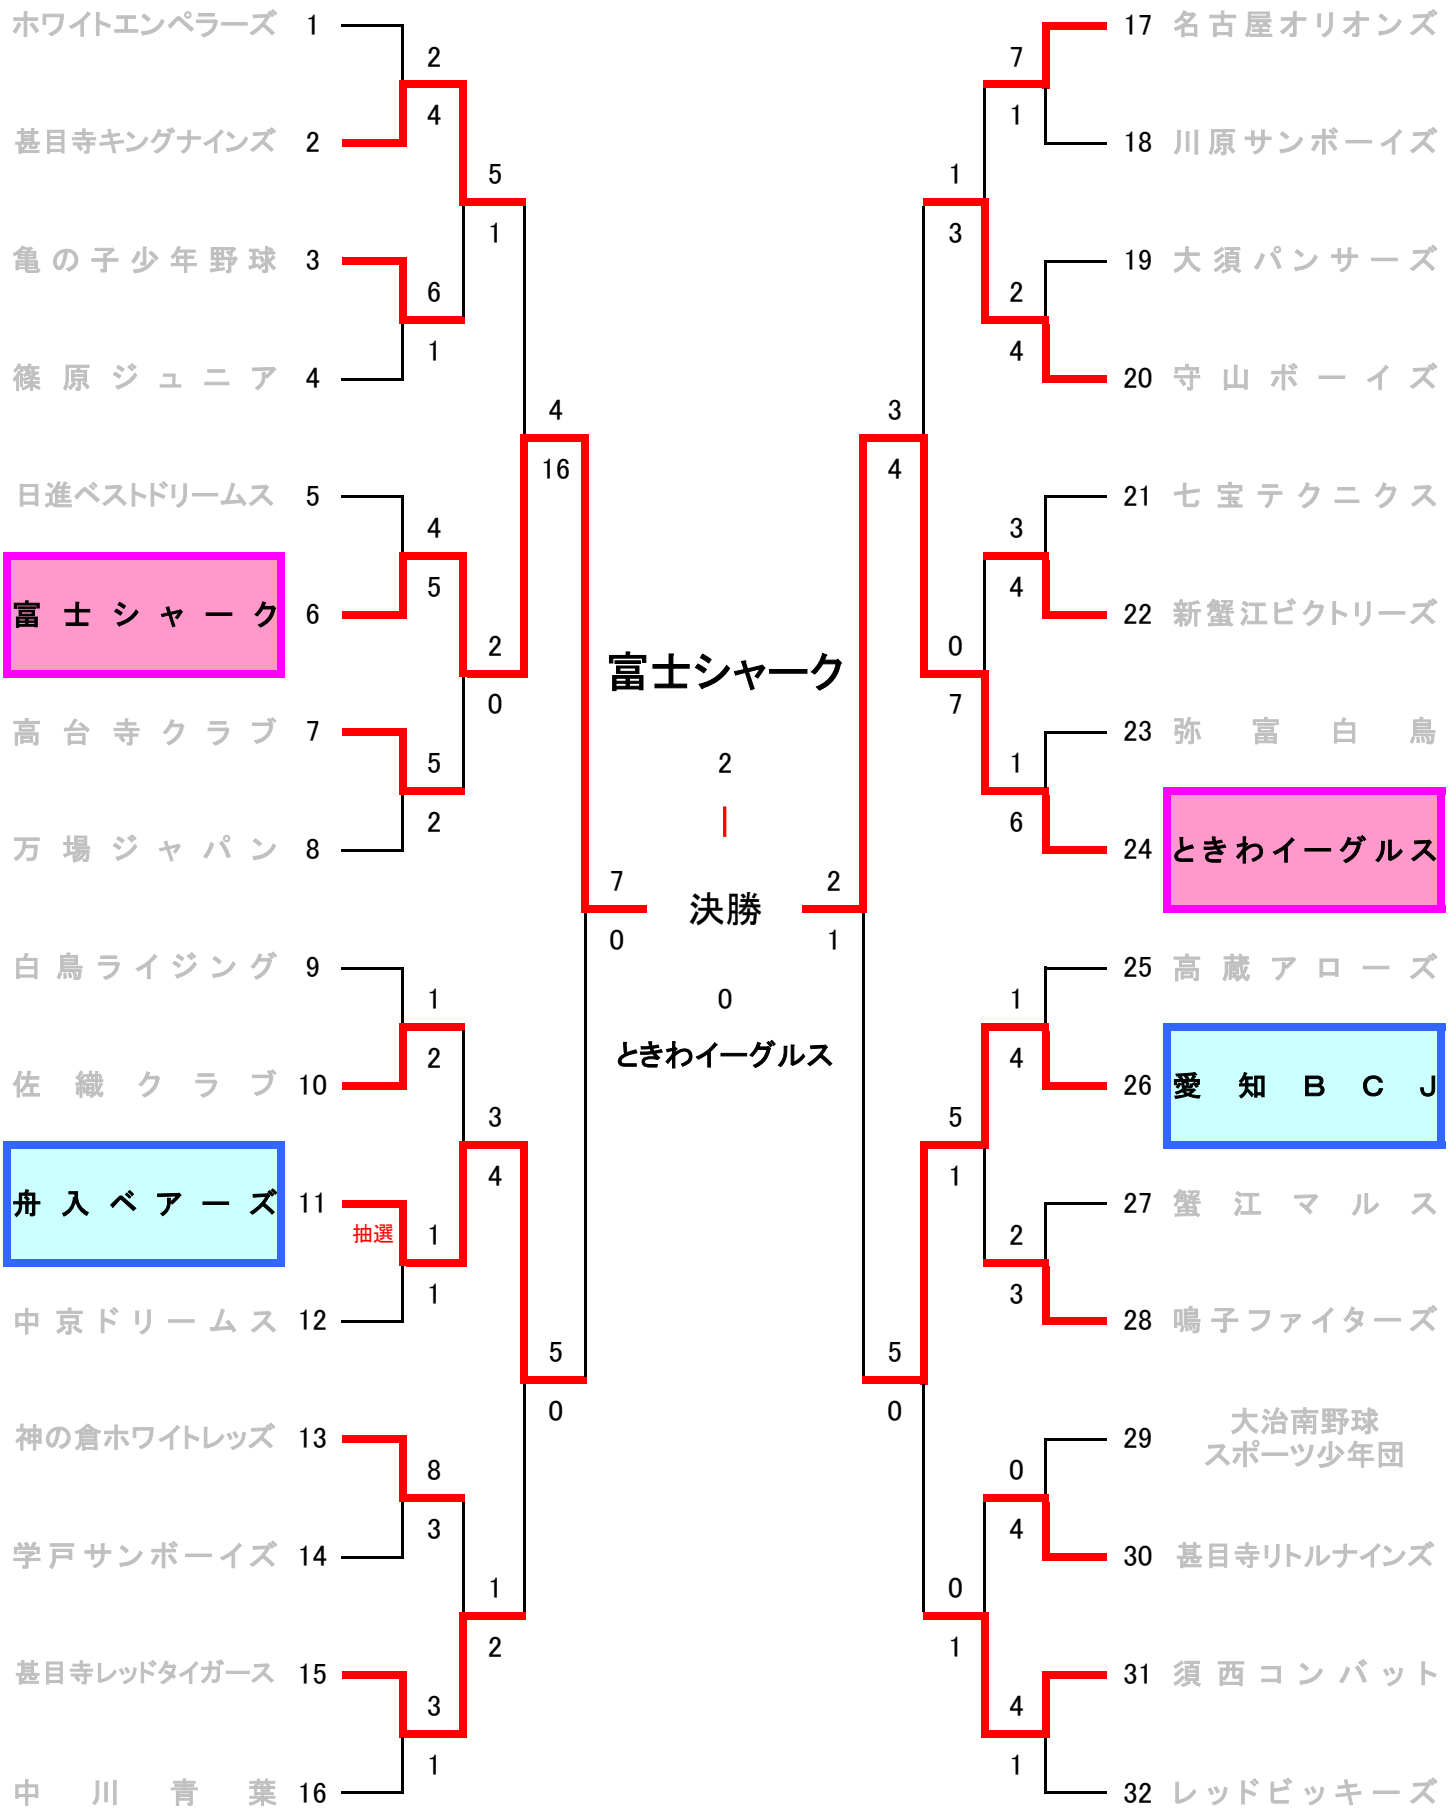 ホワイトエンペラーズ 1
2
4
甚目寺キングナインズ 2
5
1
亀の子少年野球 3
6
1
篠原ジュニア 4
4
16
日進ベストドリームス 5
4
5
富士シャーク 6
2
0
高台寺クラブ 7
5
2
万場ジャパン 8
7
0
白鳥ライジング 9
1
2
佐織クラブ 10
3
4
舟入ベアーズ 11
抽選
1
1
中京ドリームス 12
5
0
神の倉ホワイトレッズ 13
8
3
学戸サンボーイズ 14
1
2
甚目寺レッドタイガース 15
3
1
中川青葉 16
富士シャーク
2
ー
決勝
0
ときわイーグルス
17 名古屋オリオンズ
7
1
18 川原サンボーイズ
1
3
19 大須パンサーズ
2
4
20 守山ボーイズ
3
4
21 七宝テクニクス
3
4
22 新蟹江ビクトリーズ
0
7
23 弥富白鳥
1
6
24 ときわイーグルス
2
1
25 高蔵アローズ
1
4
26 愛知BCJ
5
1
27 蟹江マルス
2
3
28 鳴子ファイターズ
5
0
29 大治南野球
スポーツ少年団
0
4
30 甚目寺リトルナインズ
0
1
31 須西コンバット
4
1
32 レッドビッキーズ